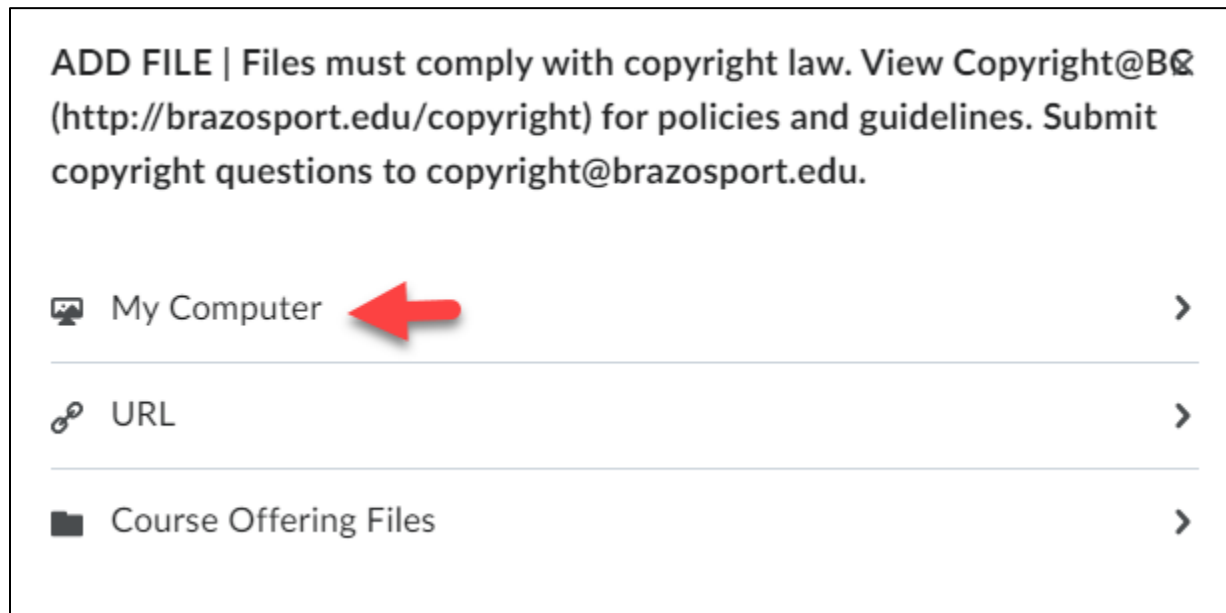 ADD FILE | Files must comply with copyright law. View Copyright@BC
(http://brazosport.edu/copyright) for policies and guidelines. Submit
copyright questions to copyright@brazosport.edu.
My Computer
URL
Course Offering Files